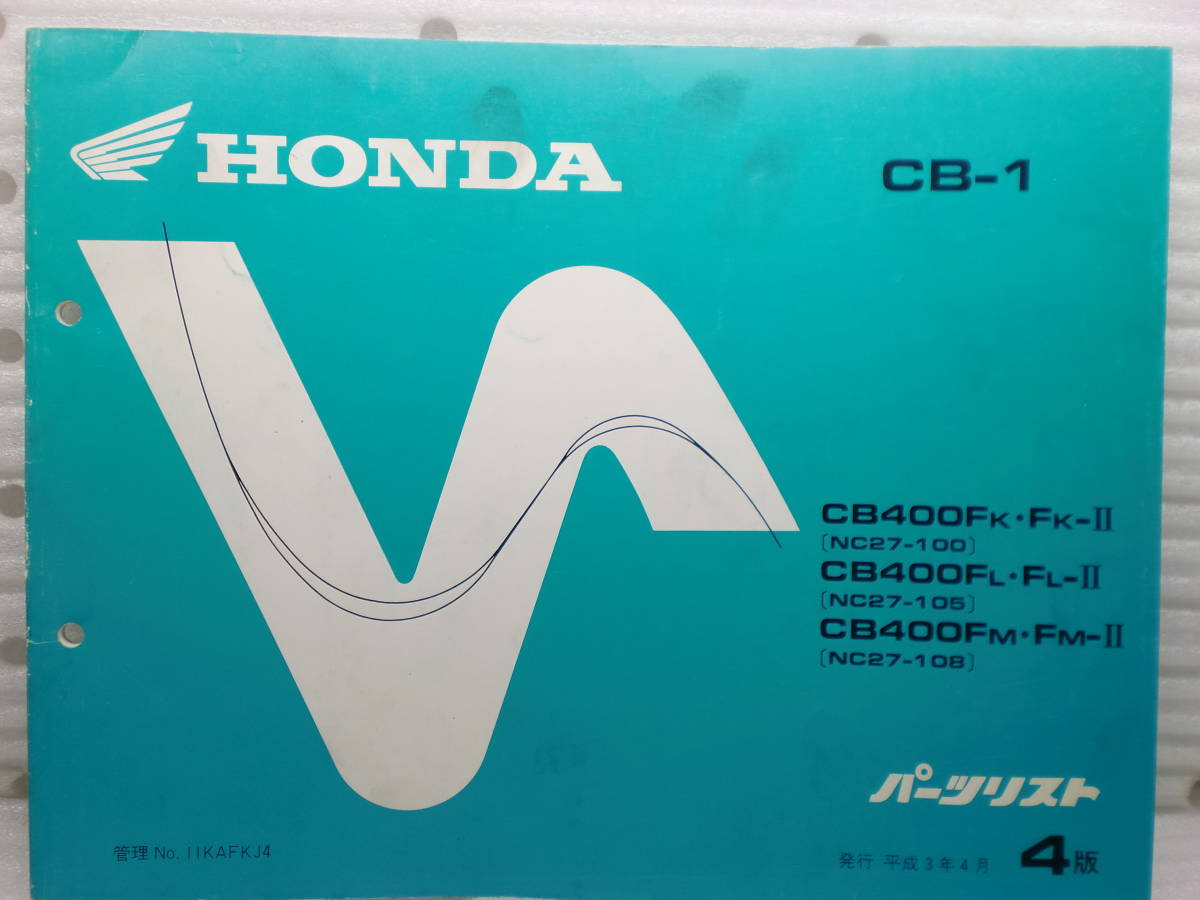 HONDA
CB-1
CB400FK・FK-II
〔NC27-100〕
CB400FL・FL-II
〔NC27-105〕
CB400FM・FM-II
〔NC27-108〕
パーツリスト
管理 No. 11KAFKJ4
発行 平成3年4月 4版